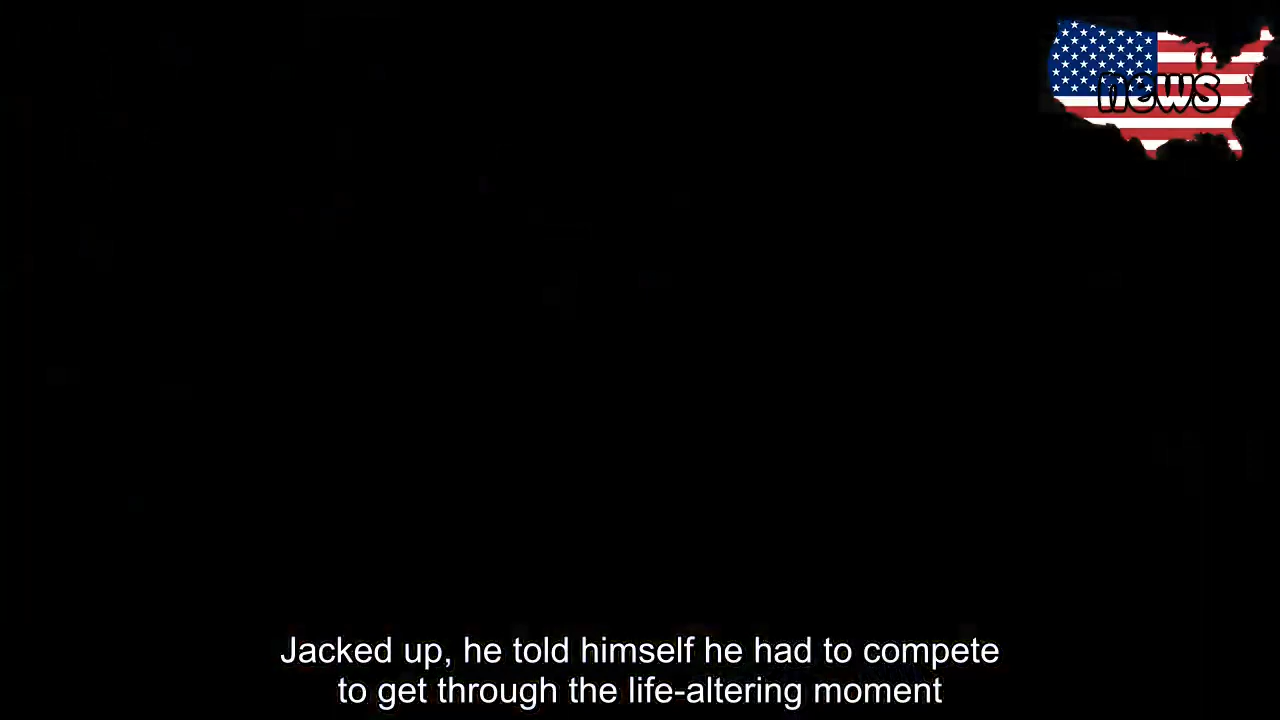 news
Jacked up, he told himself he had to compete
to get through the life-altering moment